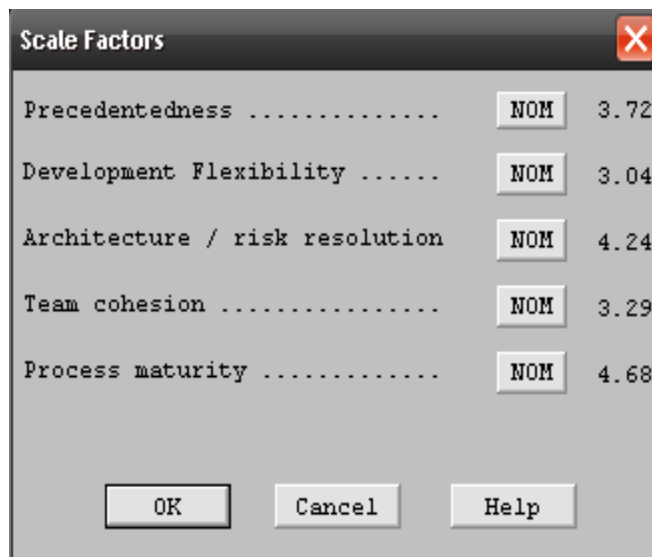 Scale Factors
Precedentedness .............. NOM 3.72
Development Flexibility ...... NOM 3.04
Architecture / risk resolution NOM 4.24
Team cohesion ................ NOM 3.29
Process maturity ............. NOM 4.68
OK Cancel Help